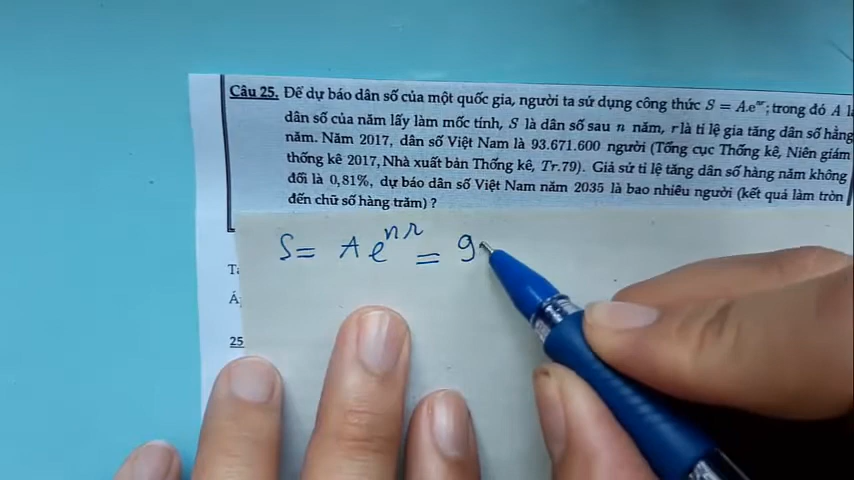 Câu 25. Để dự báo dân số của một quốc gia, người ta sử dụng công thức S = A.e^nr; trong đó A
dân số của năm lấy làm mốc tính, S là dân số sau n năm, r là tỉ lệ gia tăng dân số hằng
năm. Năm 2017, dân số Việt Nam là 93.671.600 người (Tổng cục Thống kê, Niên giám
thống kê 2017, Nhà xuất bản Thống kê, Tr.79). Giả sử tỉ lệ tăng dân số hàng năm không
đổi là 0,81%, dự báo dân số Việt Nam năm 2035 là bao nhiêu người (kết quả làm tròn
đến chữ số hàng trăm) ?
S = A e^nr = 9
25